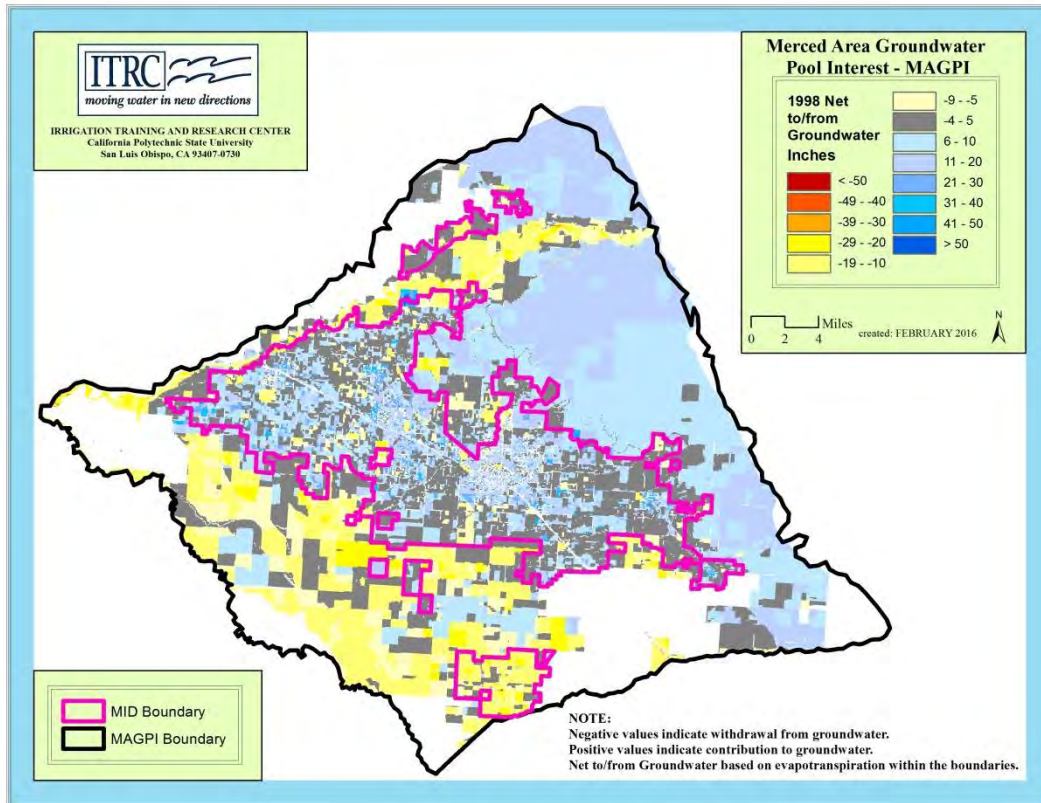 ITRC
moving water in new directions
IRRIGATION TRAINING AND RESEARCH CENTER
California Polytechnic State University
San Luis Obispo, CA 93407-0730
Merced Area Groundwater
Pool Interest - MAGPI
1998 Net
to/from
Groundwater
Inches
< -50
-49 - -40
-39 - -30
-29 - -20
-19 - -10
-9 - -5
-4 - 5
6 - 10
11 - 20
21 - 30
31 - 40
41 - 50
> 50
Miles
0 2 4
created: FEBRUARY 2016
N
MID Boundary
MAGPI Boundary
NOTE:
Negative values indicate withdrawal from groundwater.
Positive values indicate contribution to groundwater.
Net to/from Groundwater based on evapotranspiration within the boundaries.